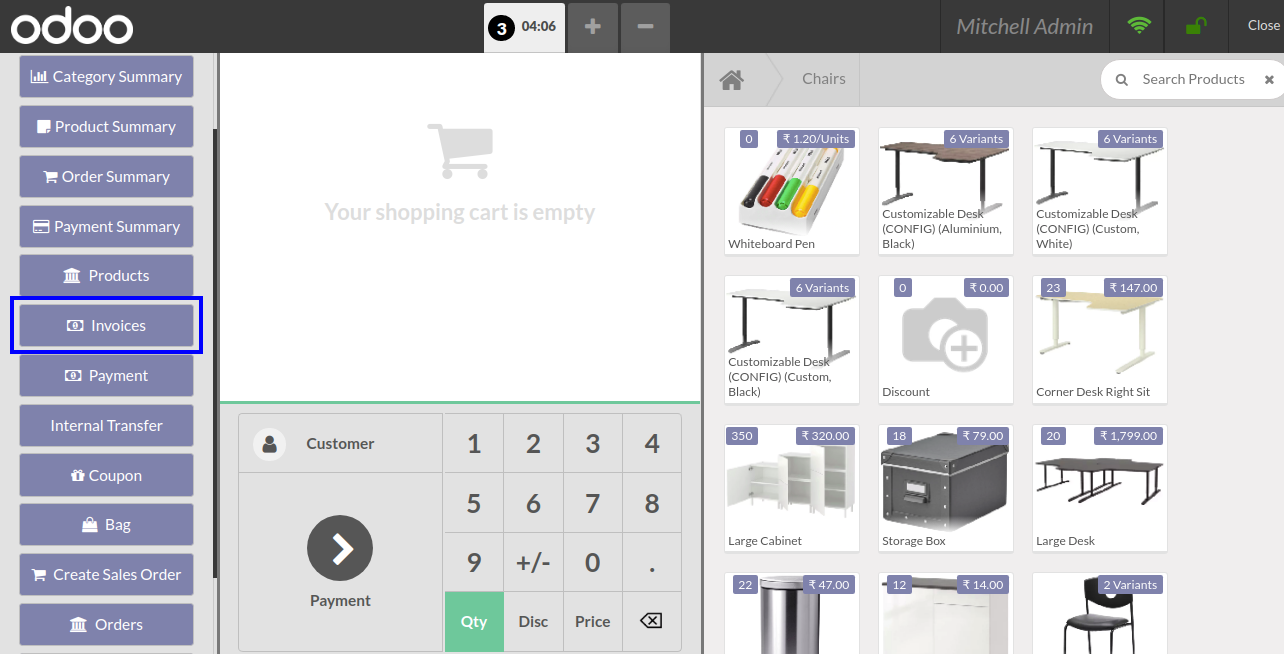 odoo
3 04:06
+
−
Mitchell Admin
Close
Category Summary
Product Summary
Order Summary
Payment Summary
Products
Invoices
Payment
Internal Transfer
Coupon
Bag
Create Sales Order
Orders
Your shopping cart is empty
Customer
Payment
1 2 3 4
5 6 7 8
9 +/- 0 .
Qty Disc Price
Chairs
Search Products
0 ₹ 1.20/Units
Whiteboard Pen
6 Variants
Customizable Desk
(CONFIG) (Aluminium,
Black)
6 Variants
Customizable Desk
(CONFIG) (Custom,
White)
6 Variants
Customizable Desk
(CONFIG) (Custom,
Black)
0 ₹ 0.00
Discount
23 ₹ 147.00
Corner Desk Right Sit
350 ₹ 320.00
Large Cabinet
18 ₹ 79.00
Storage Box
20 ₹ 1,799.00
Large Desk
22 ₹ 47.00
12 ₹ 14.00
2 Variants